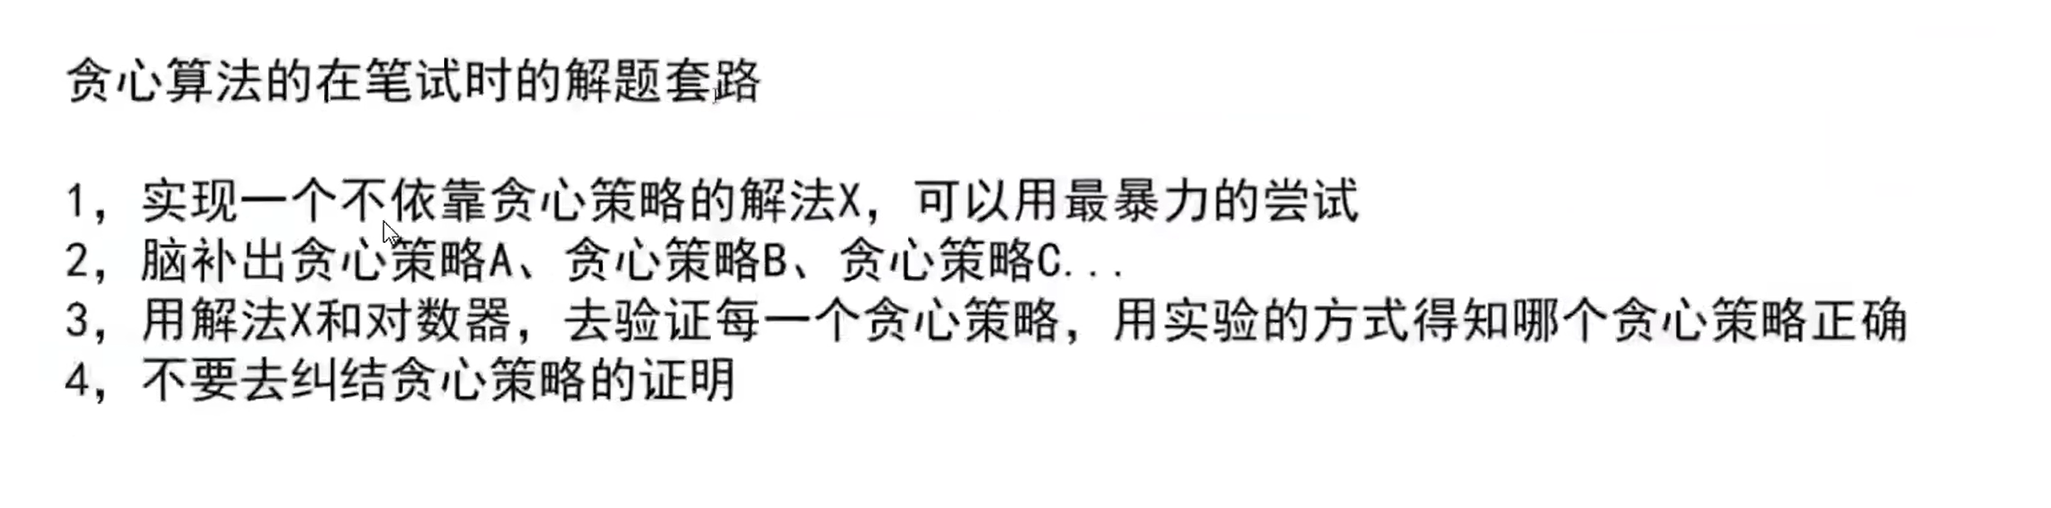 贪心算法的在笔试时的解题套路
1，实现一个不依靠贪心策略的解法X，可以用最暴力的尝试
2，脑补出贪心策略A、贪心策略B、贪心策略C...
3，用解法X和对数器，去验证每一个贪心策略，用实验的方式得知哪个贪心策略正确
4，不要去纠结贪心策略的证明